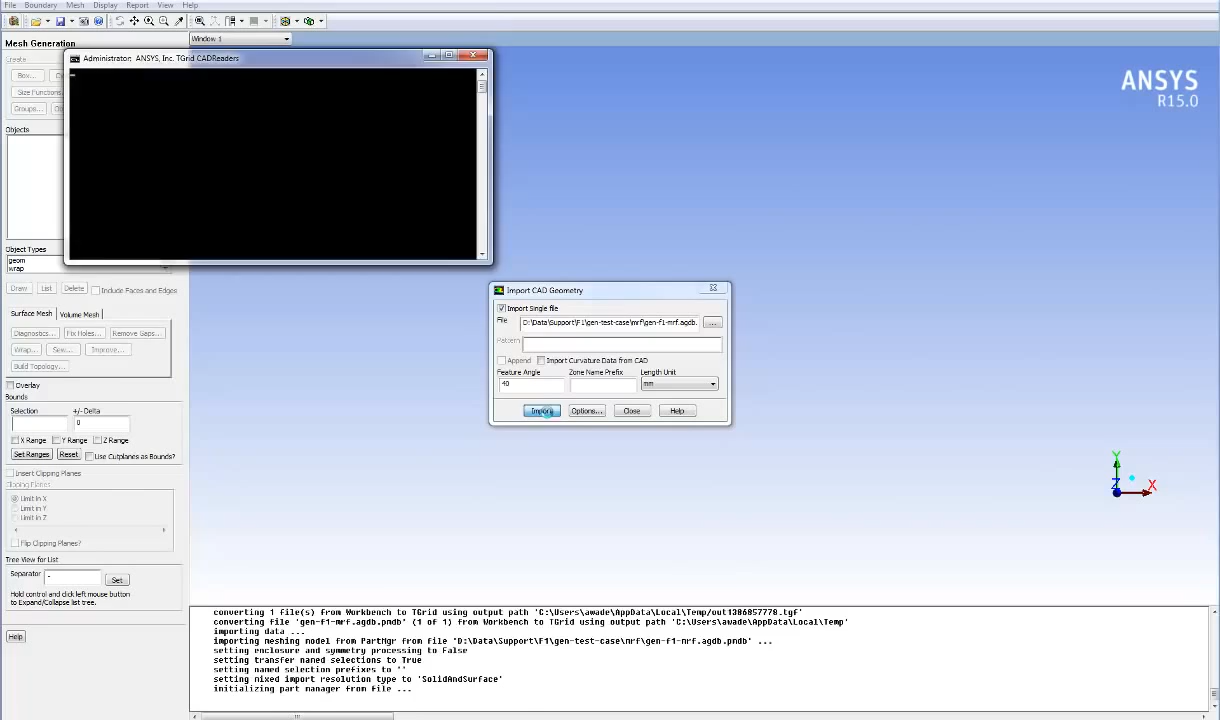 File Boundary Mesh Display Report View Help
Mesh Generation
Window 1
Create
Box...
Size Functions...
Groups...
Administrator: ANSYS, Inc. TGrid CADReaders
ANSYS
R15.0
Objects
Object Types
geom
wrap
Draw List Delete Include Faces and Edges
Surface Mesh Volume Mesh
Diagnostics... Fix Holes... Remove Gaps...
Wrap... Sew... Improve...
Build Topology...
Overlay
Bounds
Selection +/- Delta
0
X Range Y Range Z Range
Set Ranges Reset Use Cutplanes as Bounds?
Insert Clipping Planes
Clipping Planes
Limit in X
Limit in Y
Limit in Z
Flip Clipping Planes?
Tree View for List
Separator - Set
Hold control and click left mouse button
to Expand/Collapse list tree.
Help
Import CAD Geometry
Import Single file
File D:\Data\Support\F1\gen-test-case\mrf\gen-f1-mrf.agdb. ...
Pattern
Append Import Curvature Data from CAD
Feature Angle Zone Name Prefix Length Unit
40 mm
Import Options... Close Help
Y
Z X
converting 1 file(s) from Workbench to TGrid using output path 'C:\Users\awade\AppData\Local\Temp/out1386857778.tgf'
converting file 'gen-f1-mrf.agdb.pmdb' (1 of 1) from Workbench to TGrid using output path 'C:\Users\awade\AppData\Local\Temp'
importing data ...
importing meshing model from PartMgr from file 'D:\Data\Support\F1\gen-test-case\mrf\gen-f1-mrf.agdb.pmdb' ...
setting enclosure and symmetry processing to False
setting transfer named selections to True
setting named selection prefixes to ''
setting mixed import resolution type to 'SolidAndSurface'
initializing part manager from file ...